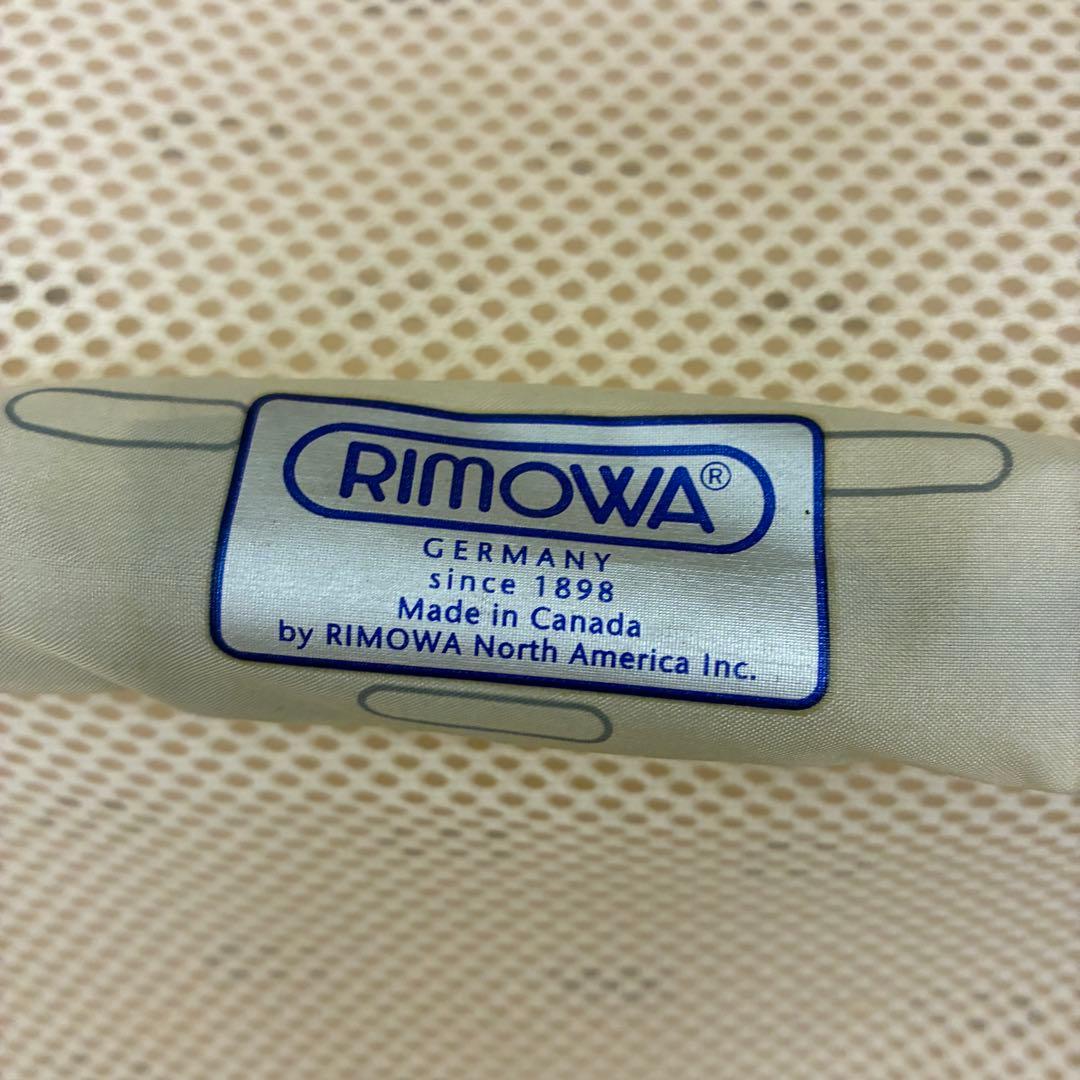 RIMOWA®
GERMANY
since 1898
Made in Canada
by RIMOWA North America Inc.